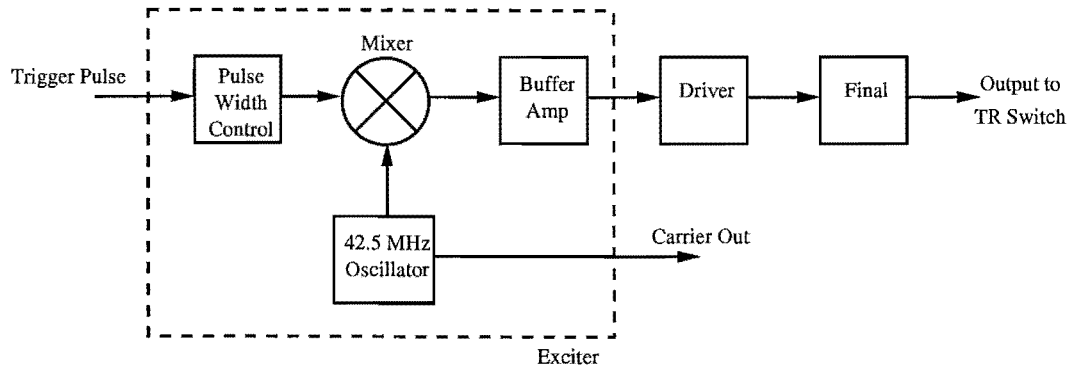 Mixer
Trigger Pulse
Pulse
Width
Control
Buffer
Amp
Driver
Final
Output to
TR Switch
42.5 MHz
Oscillator
Carrier Out
Exciter